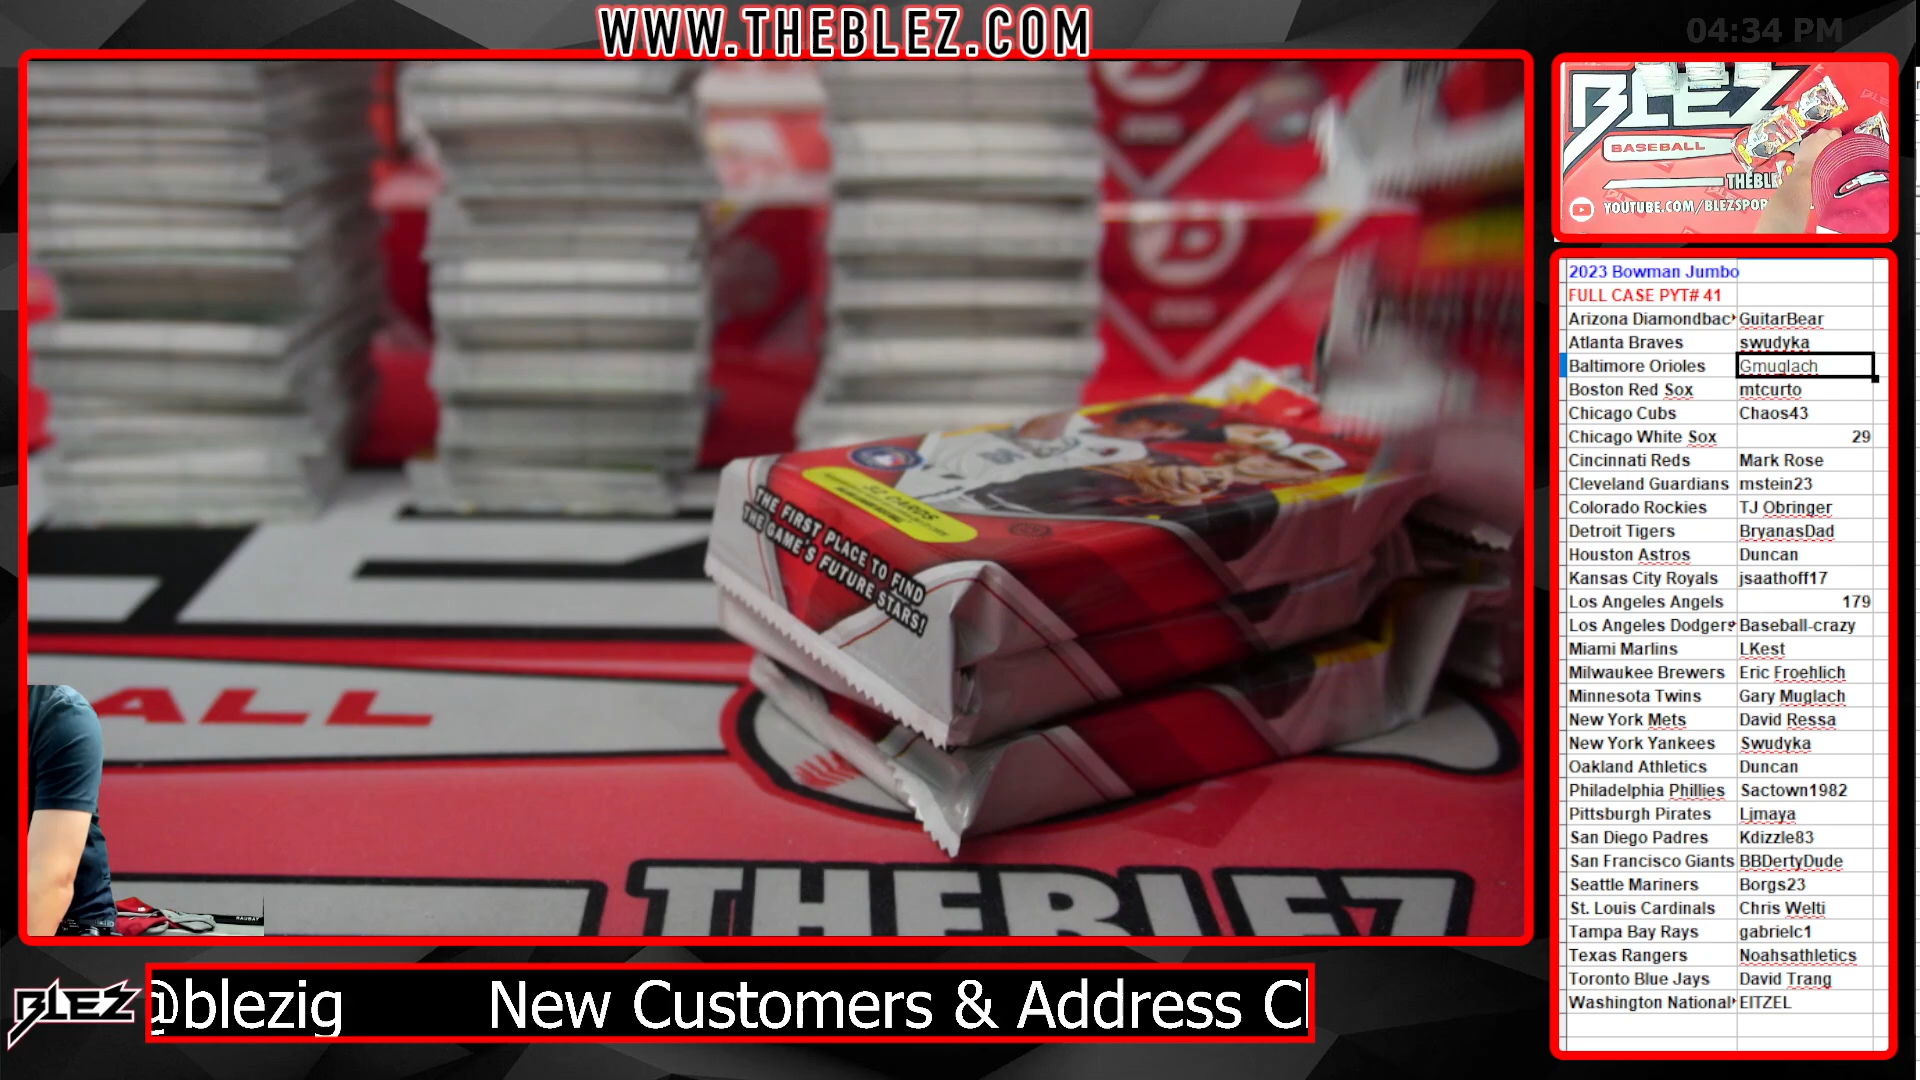 WWW.THEBLEZ.COM
04:34 PM
BLEZ
BASEBALL
THEBL
YOUTUBE.COM/BLEZSPOR
2023 Bowman Jumbo
FULL CASE PYT# 41
Arizona Diamondbac GuitarBear
Atlanta Braves swudyka
Baltimore Orioles Gmuglach
Boston Red Sox mtcurto
Chicago Cubs Chaos43
Chicago White Sox 29
Cincinnati Reds Mark Rose
Cleveland Guardians mstein23
Colorado Rockies TJ Obringer
Detroit Tigers BryanasDad
Houston Astros Duncan
Kansas City Royals jsaathoff17
Los Angeles Angels 179
Los Angeles Dodgers Baseball-crazy
Miami Marlins LKest
Milwaukee Brewers Eric Froehlich
Minnesota Twins Gary Muglach
New York Mets David Ressa
New York Yankees Swudyka
Oakland Athletics Duncan
Philadelphia Phillies Sactown1982
Pittsburgh Pirates Ljmaya
San Diego Padres Kdizzle83
San Francisco Giants BBDertyDude
Seattle Mariners Borgs23
St. Louis Cardinals Chris Welti
Tampa Bay Rays gabrielc1
Texas Rangers Noahsathletics
Toronto Blue Jays David Trang
Washington National EITZEL
32 CARDS
THE FIRST PLACE TO FIND
THE GAME'S FUTURE STARS!
ALL
THEBLEZ
BLEZ
@blezig New Customers & Address C